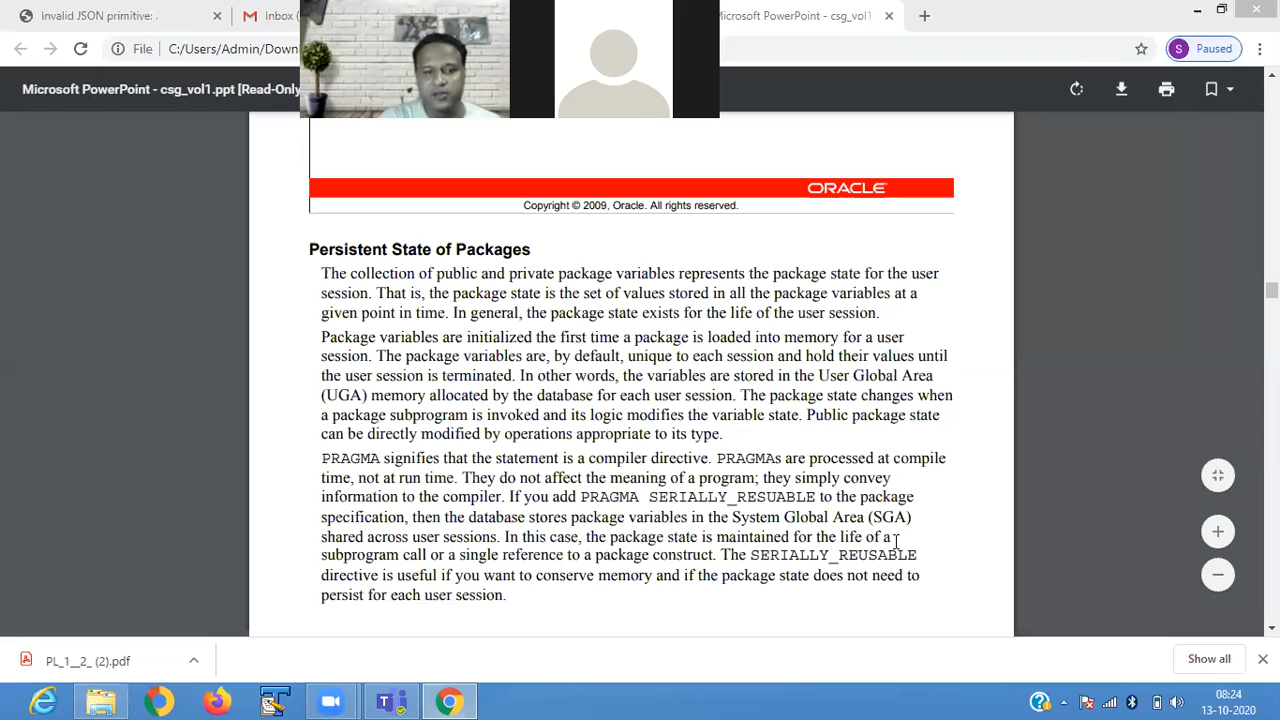 Invalid JSON primitive: .
Inbox (
Microsoft PowerPoint - csg_vol1
File
C:/Users/Admin/Down
S
Paused
Microsoft PowerPoint - csg_vol1.ppt [Read-Only
ORACLE
Copyright © 2009, Oracle. All rights reserved.
Persistent State of Packages
The collection of public and private package variables represents the package state for the user
session. That is, the package state is the set of values stored in all the package variables at a
given point in time. In general, the package state exists for the life of the user session.
Package variables are initialized the first time a package is loaded into memory for a user
session. The package variables are, by default, unique to each session and hold their values until
the user session is terminated. In other words, the variables are stored in the User Global Area
(UGA) memory allocated by the database for each user session. The package state changes when
a package subprogram is invoked and its logic modifies the variable state. Public package state
can be directly modified by operations appropriate to its type.
PRAGMA signifies that the statement is a compiler directive. PRAGMAs are processed at compile
time, not at run time. They do not affect the meaning of a program; they simply convey
information to the compiler. If you add PRAGMA SERIALLY_RESUABLE to the package
specification, then the database stores package variables in the System Global Area (SGA)
shared across user sessions. In this case, the package state is maintained for the life of a
subprogram call or a single reference to a package construct. The SERIALLY_REUSABLE
directive is useful if you want to conserve memory and if the package state does not need to
persist for each user session.
PL_1__2_ (2).pdf
Show all
08:24
13-10-2020